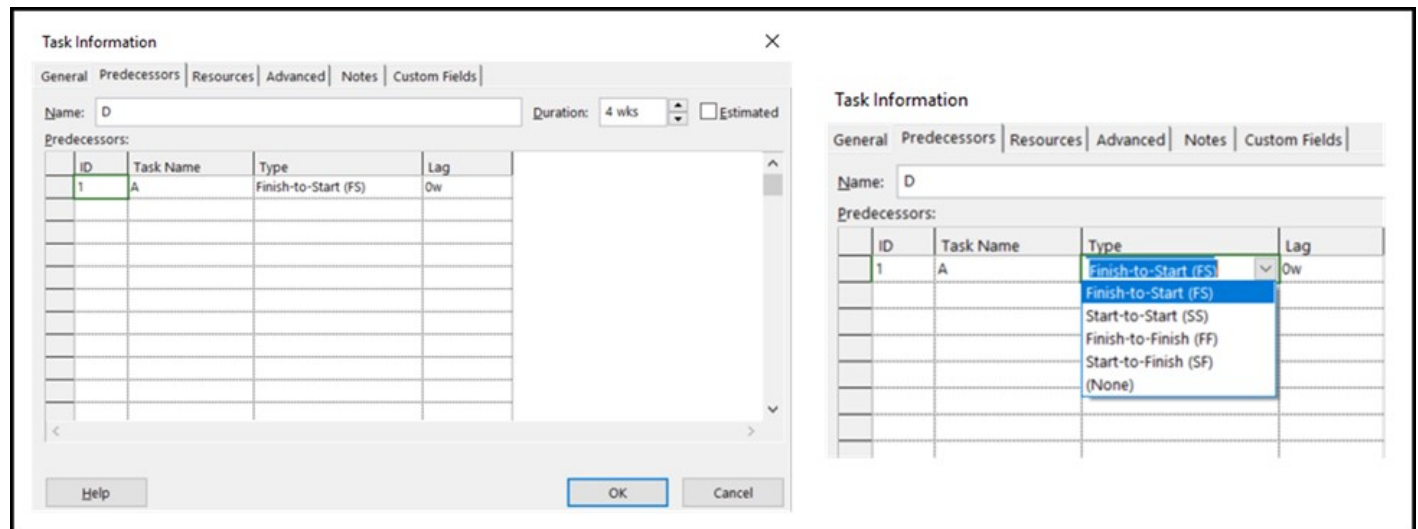 Task Information
General Predecessors Resources Advanced Notes Custom Fields
Name: D Duration: 4 wks Estimated
Predecessors:
ID Task Name Type Lag
1 A Finish-to-Start (FS) 0w
Help OK Cancel
Task Information
General Predecessors Resources Advanced Notes Custom Fields
Name: D
Predecessors:
ID Task Name Type Lag
1 A Finish-to-Start (FS) 0w
Finish-to-Start (FS)
Start-to-Start (SS)
Finish-to-Finish (FF)
Start-to-Finish (SF)
(None)